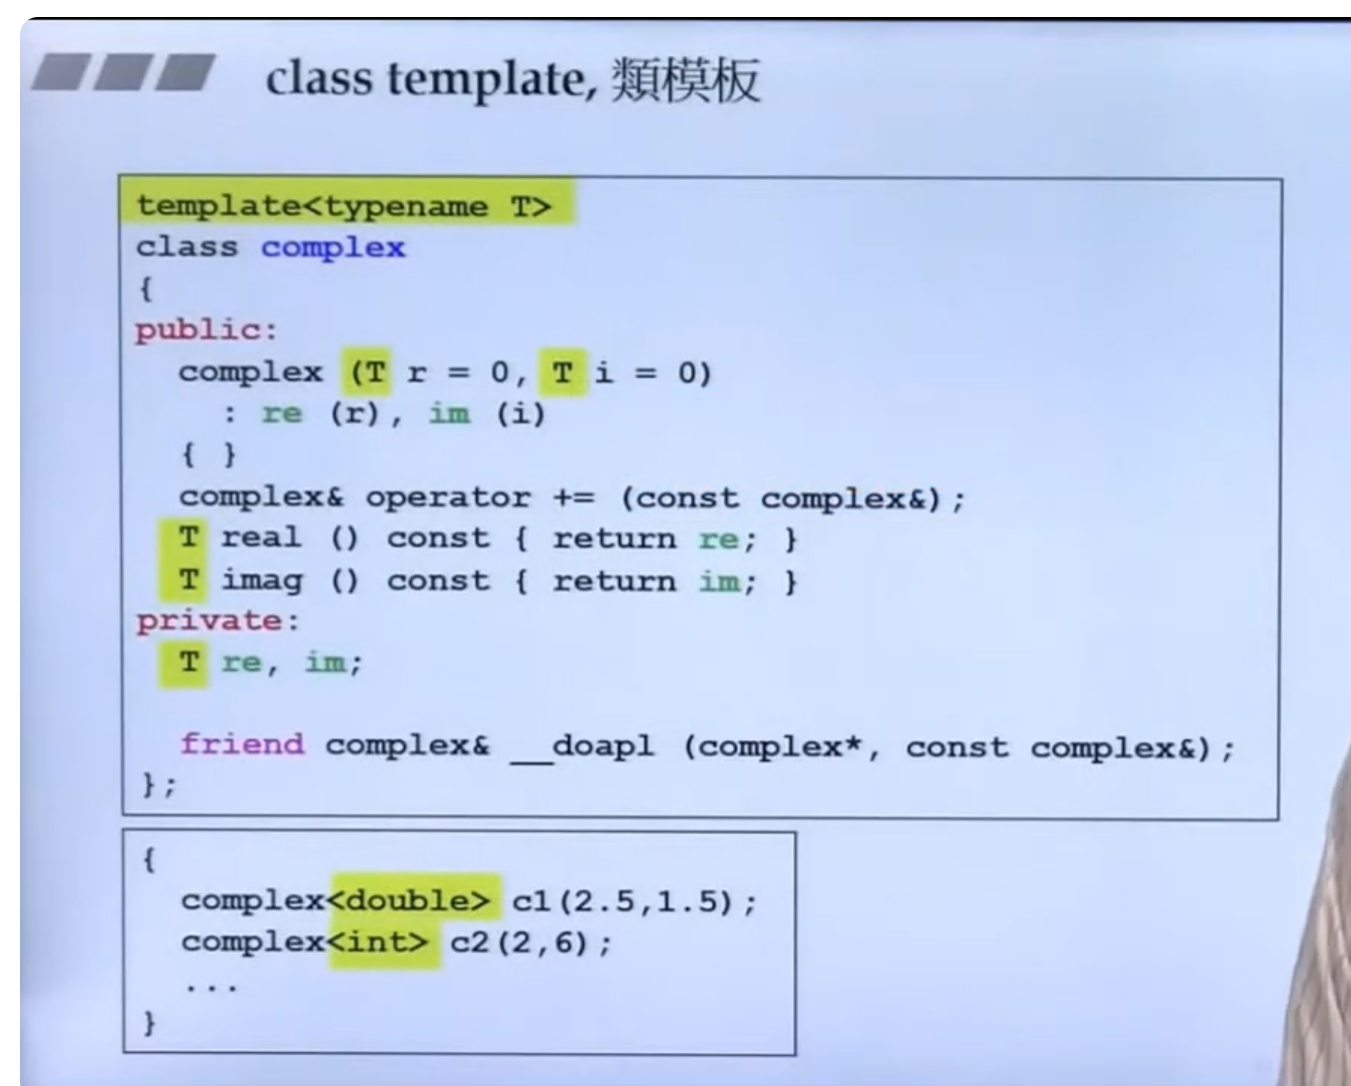 class template, 類模板
template<typename T>
class complex
{
public:
complex (T r = 0, T i = 0)
: re (r), im (i)
{ }
complex& operator += (const complex&);
T real () const { return re; }
T imag () const { return im; }
private:
T re, im;
friend complex& __doapl (complex*, const complex&);
};
{
complex<double> c1(2.5,1.5);
complex<int> c2(2,6);
...
}